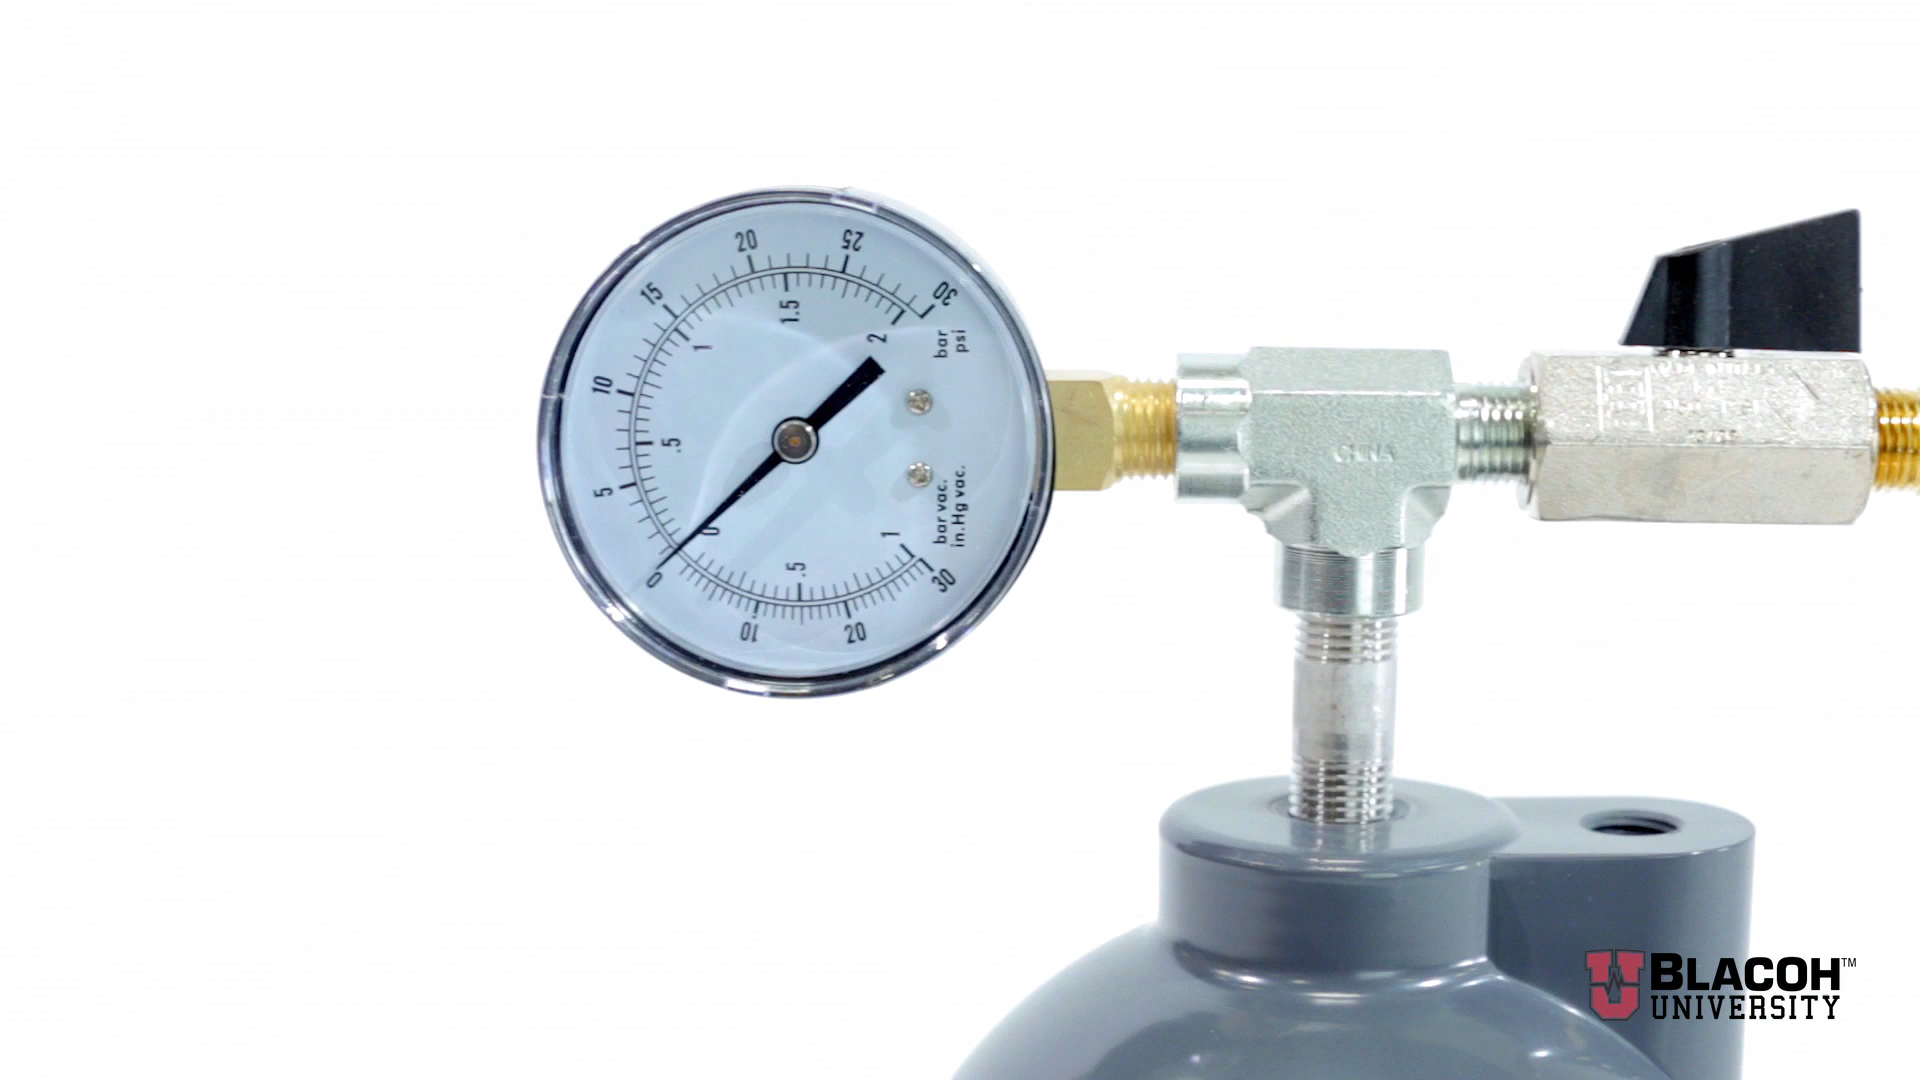 20
25
15
30
1.5
1
2
bar
psi
10
.5
5
0
0
bar vac.
in.Hg vac.
1
.5
30
10
20
CHINA
BLACOH™
UNIVERSITY